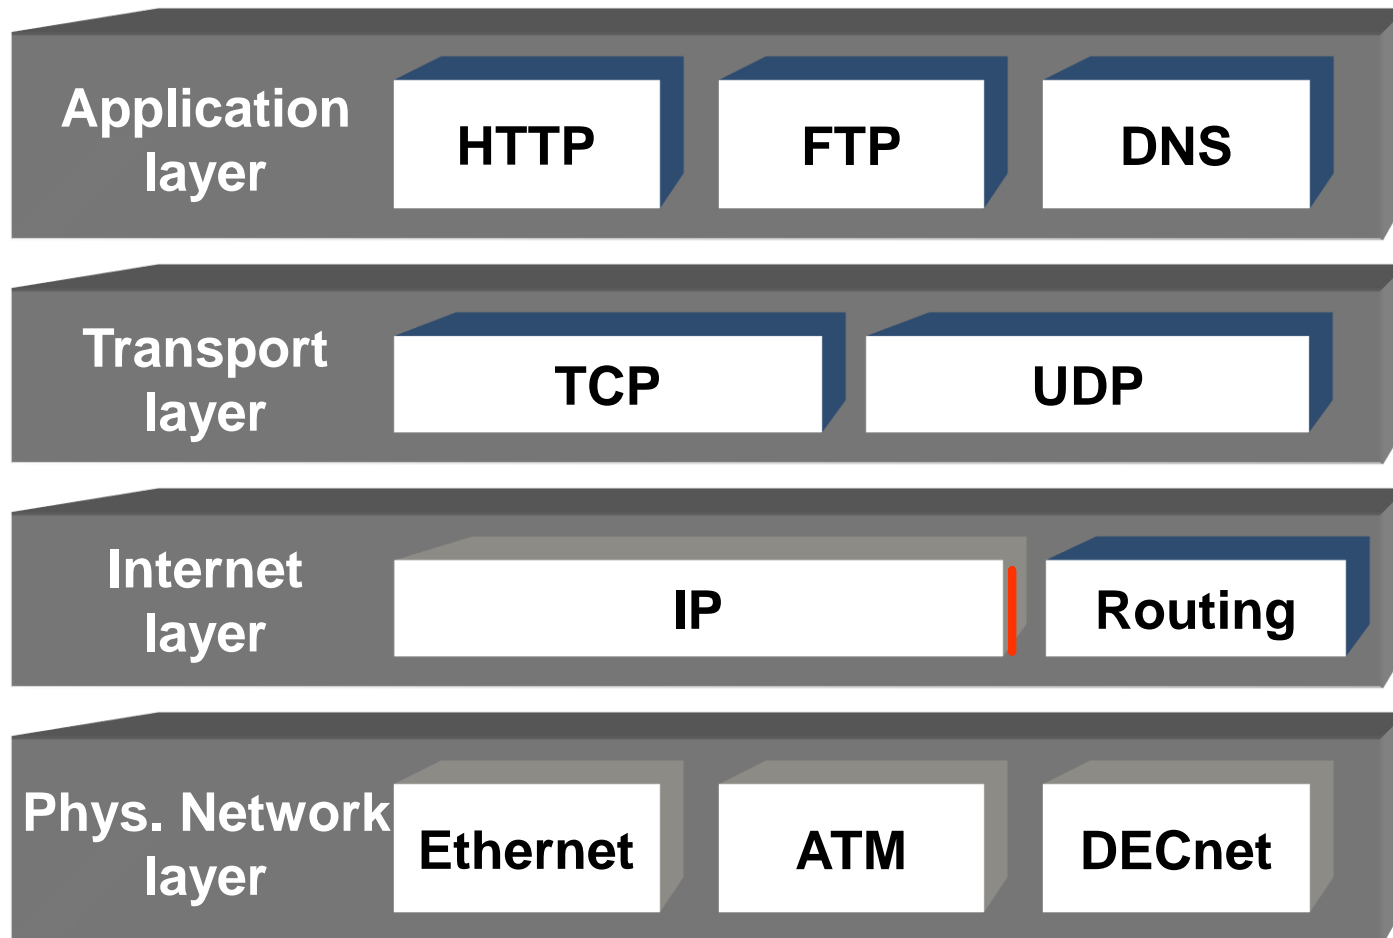 Application
layer
HTTP
FTP
DNS
Transport
layer
TCP
UDP
Internet
layer
IP
Routing
Phys. Network
layer
Ethernet
ATM
DECnet